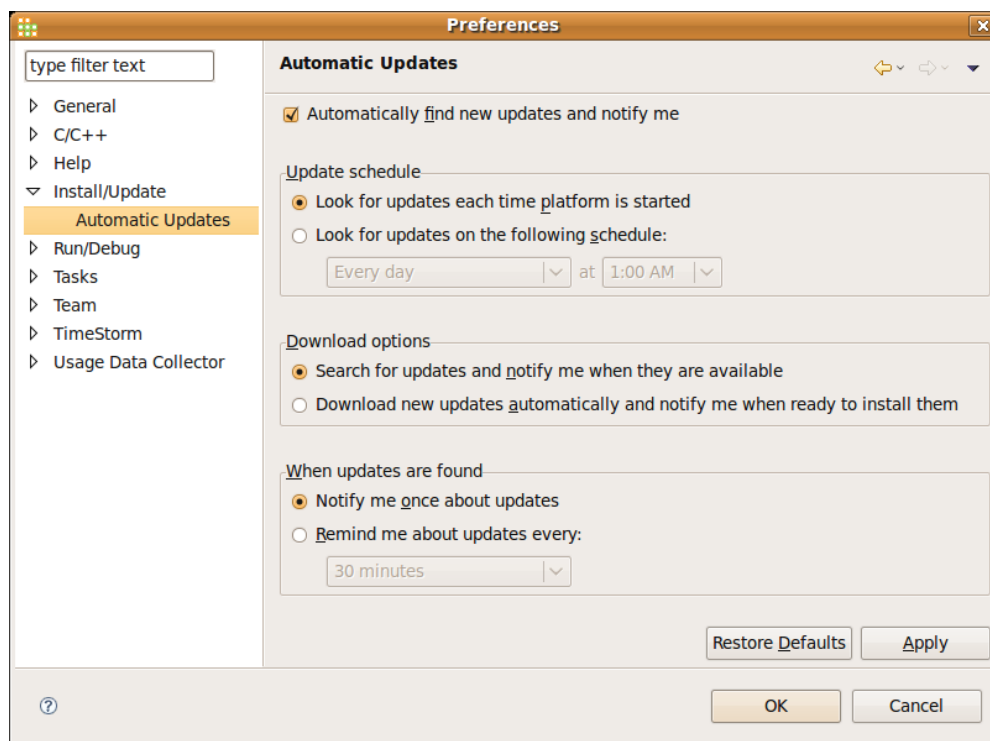 Preferences
type filter text
General
C/C++
Help
Install/Update
Automatic Updates
Run/Debug
Tasks
Team
TimeStorm
Usage Data Collector
Automatic Updates
Automatically find new updates and notify me
Update schedule
Look for updates each time platform is started
Look for updates on the following schedule:
Every day at 1:00 AM
Download options
Search for updates and notify me when they are available
Download new updates automatically and notify me when ready to install them
When updates are found
Notify me once about updates
Remind me about updates every:
30 minutes
Restore Defaults Apply
OK Cancel